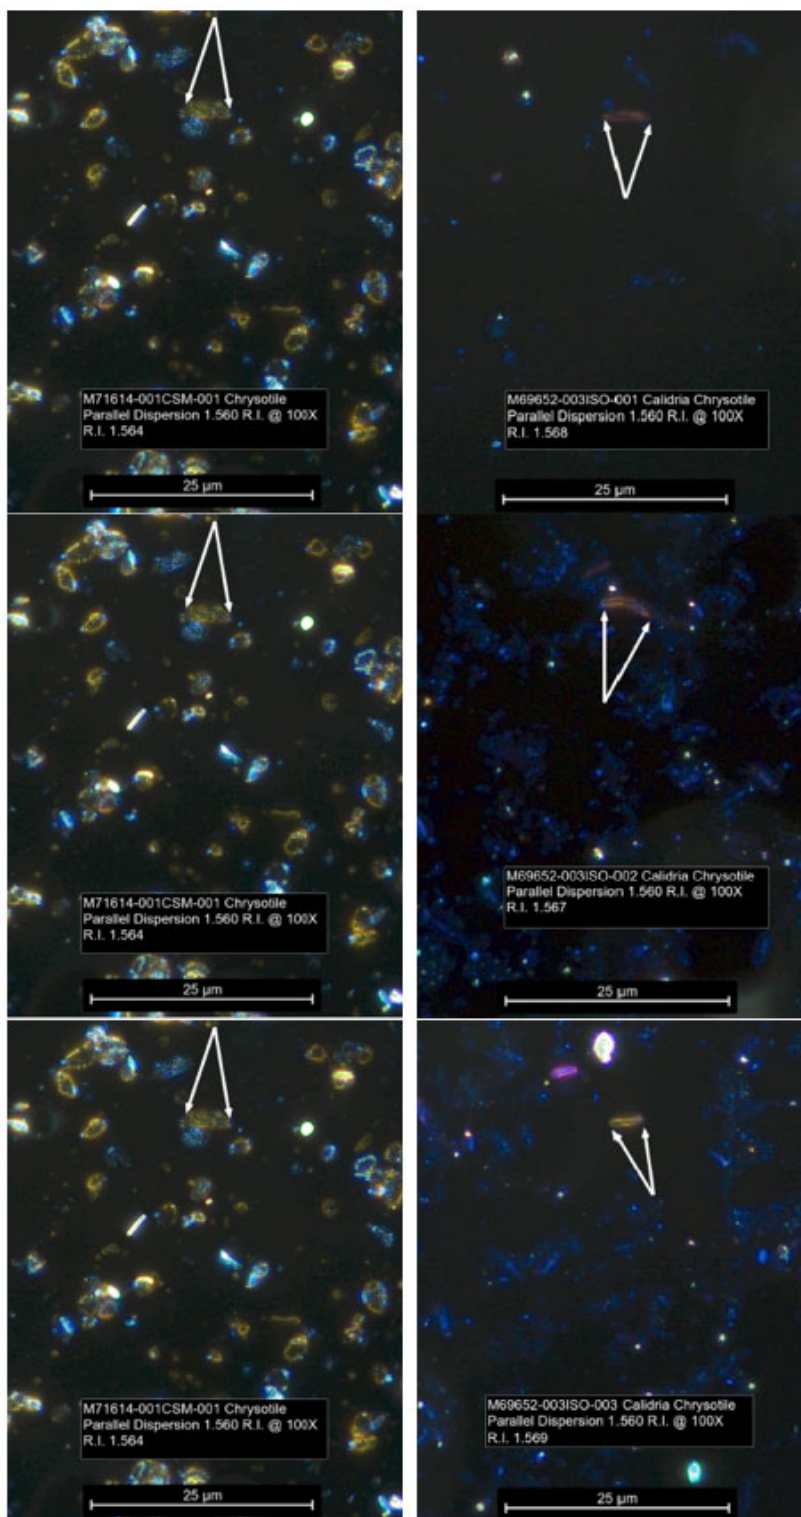 M71614-001CSM-001 Chrysotile
Parallel Dispersion 1.560 R.I. @ 100X
R.I. 1.564
25 µm
M69652-003ISO-001 Calidria Chrysotile
Parallel Dispersion 1.560 R.I. @ 100X
R.I. 1.568
25 µm
M71614-001CSM-001 Chrysotile
Parallel Dispersion 1.560 R.I. @ 100X
R.I. 1.564
25 µm
M69652-003ISO-002 Calidria Chrysotile
Parallel Dispersion 1.560 R.I. @ 100X
R.I. 1.567
25 µm
M71614-001CSM-001 Chrysotile
Parallel Dispersion 1.560 R.I. @ 100X
R.I. 1.564
25 µm
M69652-003ISO-003 Calidria Chrysotile
Parallel Dispersion 1.560 R.I. @ 100X
R.I. 1.569
25 µm